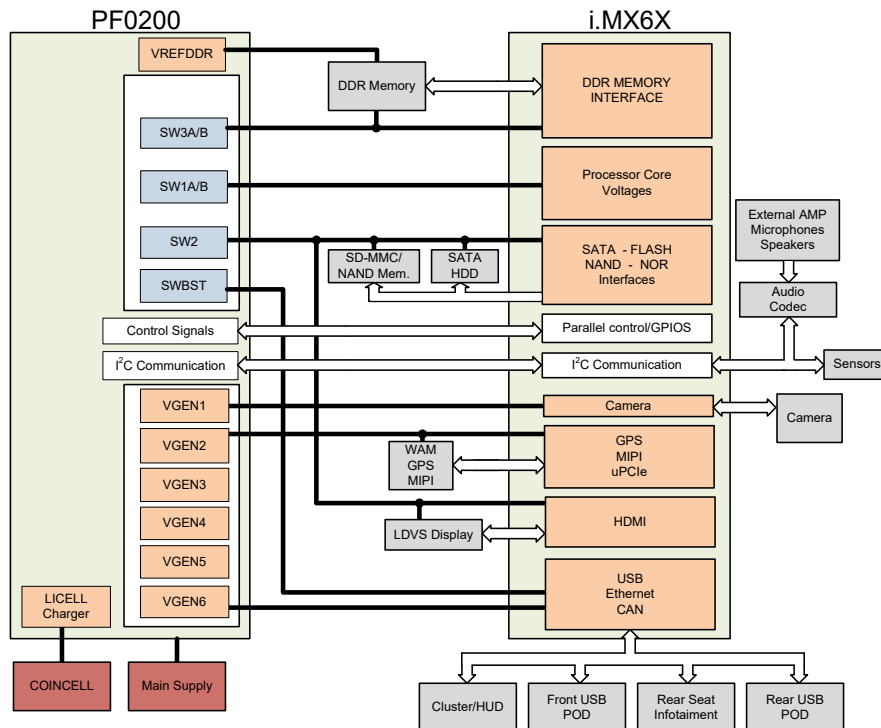 PF0200
i.MX6X
VREFDDR
DDR Memory
DDR MEMORY
INTERFACE
SW3A/B
SW1A/B
Processor Core
Voltages
SW2
SD-MMC/
NAND Mem.
SATA
HDD
SATA - FLASH
NAND - NOR
Interfaces
External AMP
Microphones
Speakers
SWBST
Audio
Codec
Control Signals
Parallel control/GPIOS
I²C Communication
I²C Communication
Sensors
VGEN1
Camera
Camera
VGEN2
WAM
GPS
MIPI
GPS
MIPI
uPCIe
VGEN3
VGEN4
LDVS Display
HDMI
VGEN5
VGEN6
USB
Ethernet
CAN
LICELL
Charger
COINCELL
Main Supply
Cluster/HUD
Front USB
POD
Rear Seat
Infotaiment
Rear USB
POD